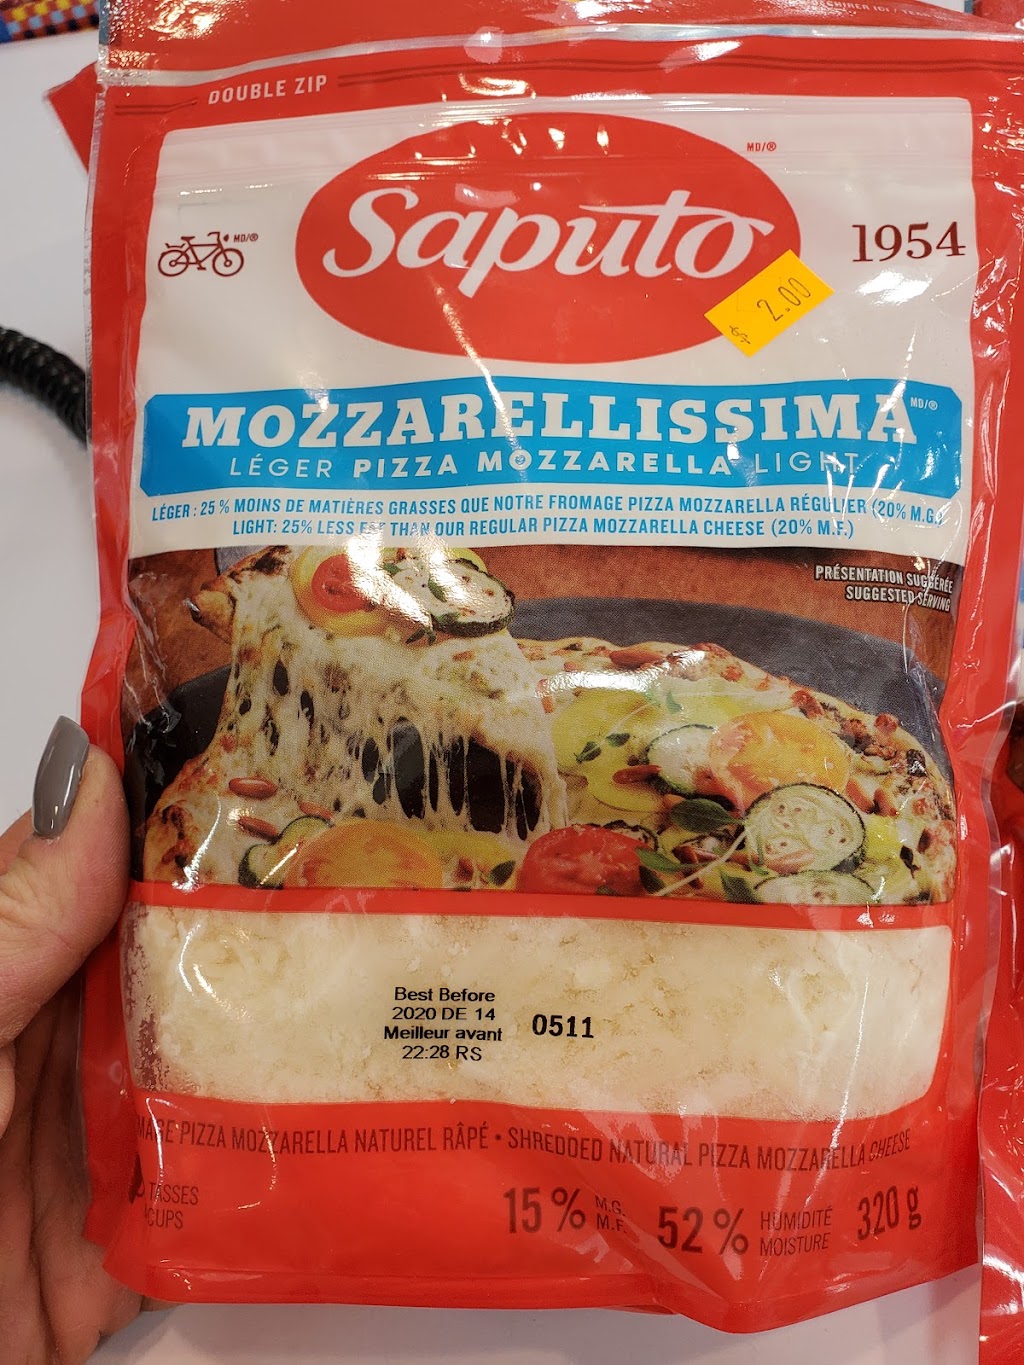 DOUBLE ZIP
MD/®
Saputo
MD/®
1954
$ 2.00
MOZZARELLISSIMA MD/®
LÉGER PIZZA MOZZARELLA LIGHT
LÉGER : 25 % MOINS DE MATIÈRES GRASSES QUE NOTRE FROMAGE PIZZA MOZZARELLA RÉGULIER (20% M.G.)
LIGHT: 25% LESS FAT THAN OUR REGULAR PIZZA MOZZARELLA CHEESE (20% M.F.)
PRÉSENTATION SUGGÉRÉE
SUGGESTED SERVING
Best Before
2020 DE 14
Meilleur avant
22:28 RS
0511
PIZZA MOZZARELLA NATUREL RÂPÉ • SHREDDED NATURAL PIZZA MOZZARELLA CHEESE
TASSES
CUPS
15 % M.G.
M.F.
52 % HUMIDITÉ
MOISTURE
320 g